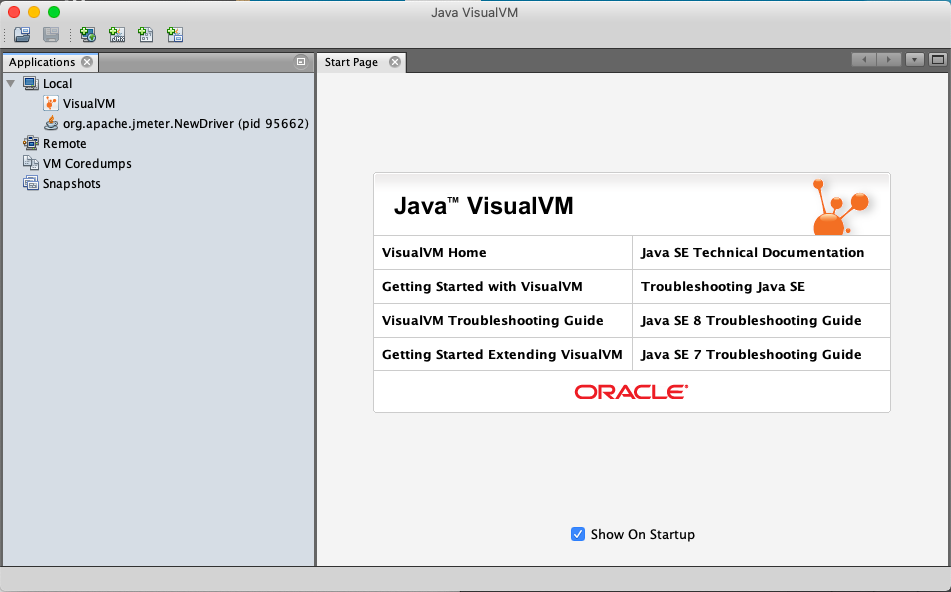 Java VisualVM
Applications
Start Page
Local
VisualVM
org.apache.jmeter.NewDriver (pid 95662)
Remote
VM Coredumps
Snapshots
Java™ VisualVM
VisualVM Home
Java SE Technical Documentation
Getting Started with VisualVM
Troubleshooting Java SE
VisualVM Troubleshooting Guide
Java SE 8 Troubleshooting Guide
Getting Started Extending VisualVM
Java SE 7 Troubleshooting Guide
ORACLE
Show On Startup